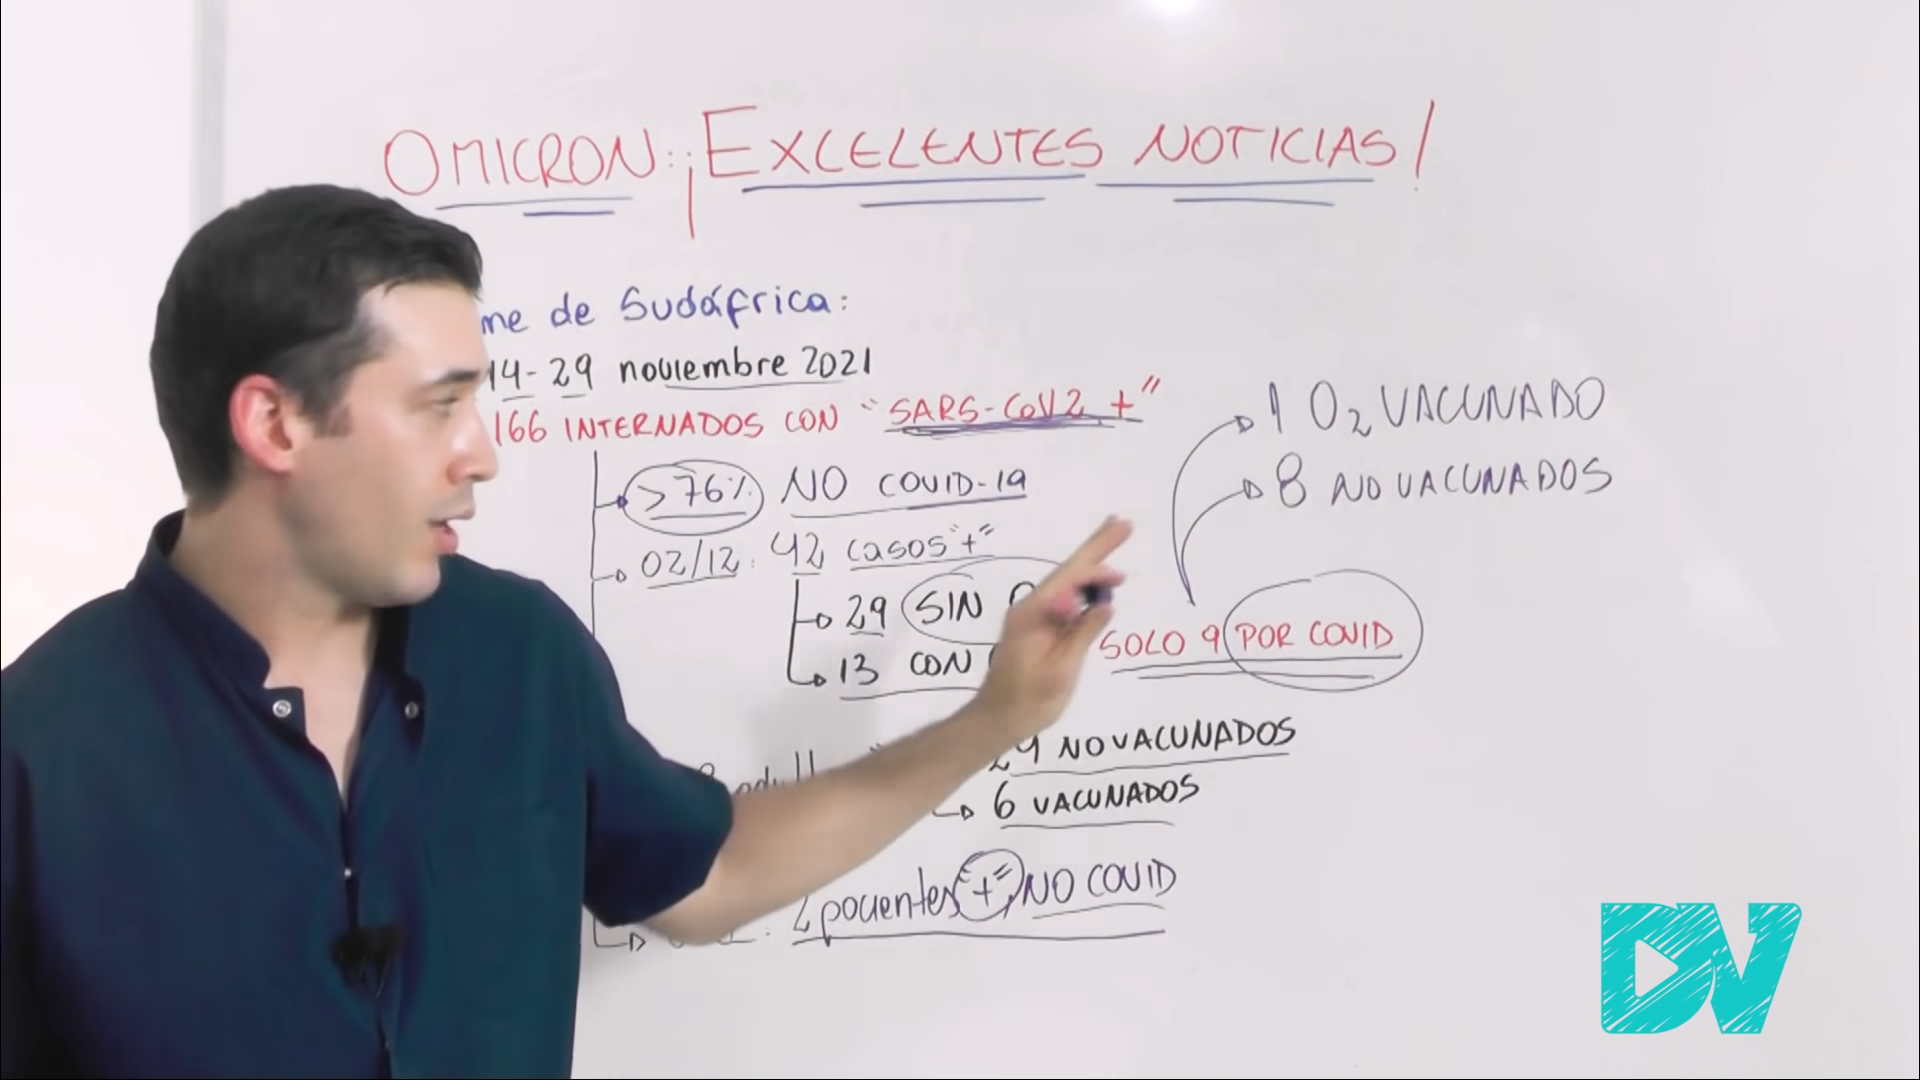 OMICRON: ¡EXCELENTES NOTICIAS!
me de Sudáfrica:
14-29 noviembre 2021
166 INTERNADOS CON "SARS-CoV2 +"
>76% NO COVID-19
02/12: 42 casos "+"
29 SIN
13 CON
SOLO 9 POR COVID
1 O2 VACUNADO
8 NO VACUNADOS
24 NO VACUNADOS
6 VACUNADOS
pacientes "+" NO COVID
DN